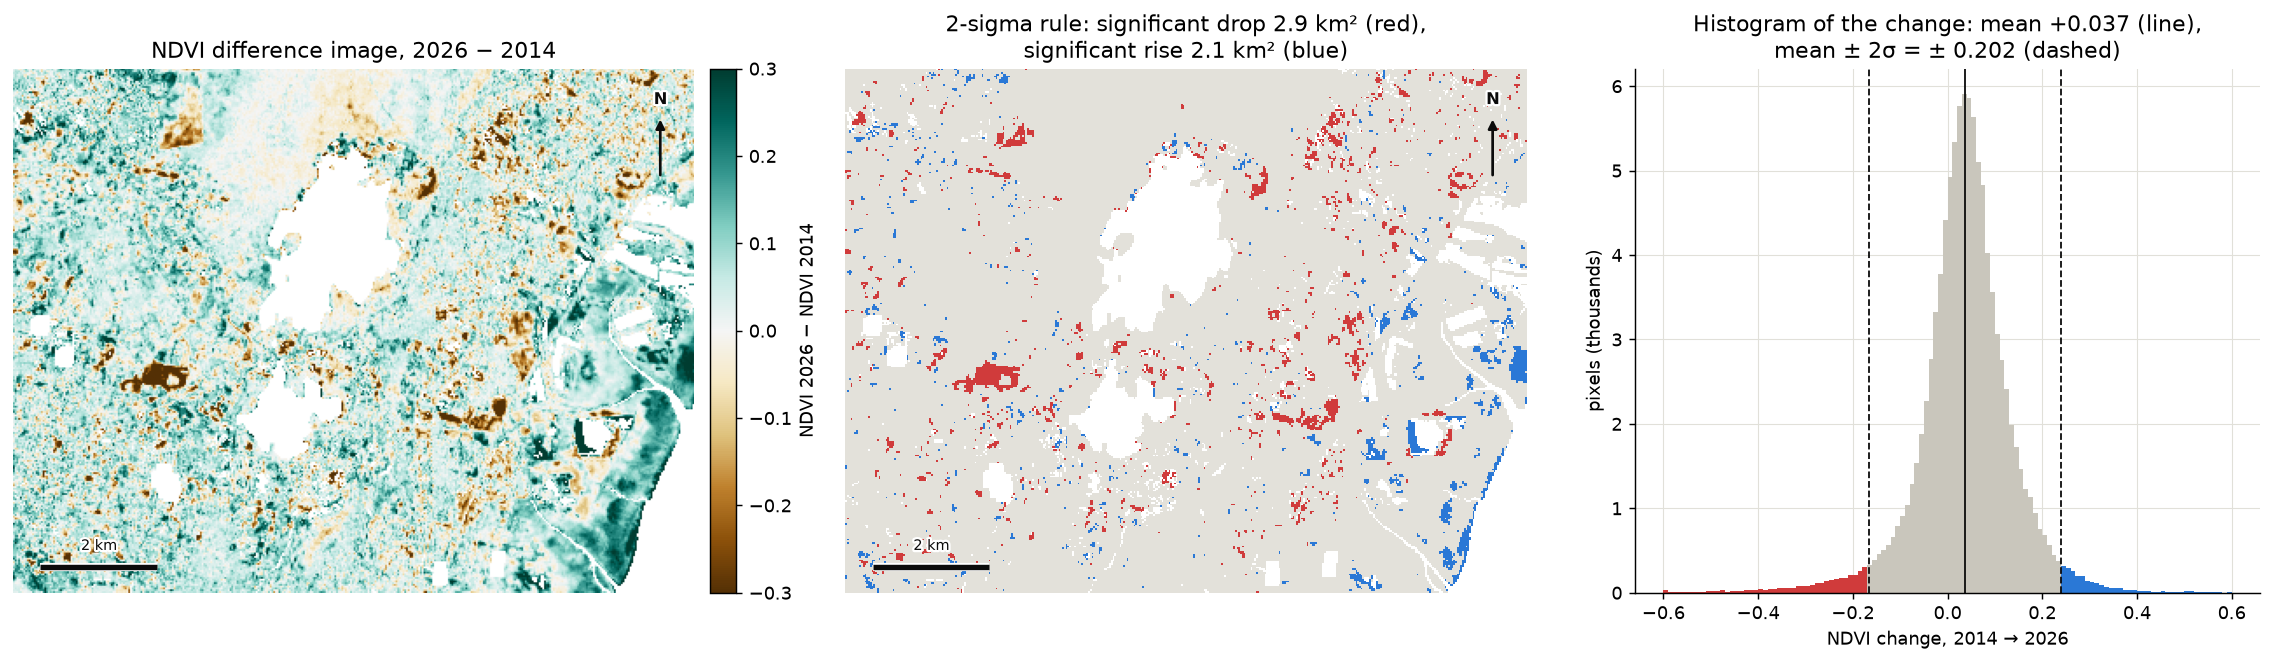 NDVI difference image, 2026 − 2014
N
2 km
0.3
0.2
0.1
0.0
−0.1
−0.2
−0.3
NDVI 2026 − NDVI 2014
2-sigma rule: significant drop 2.9 km² (red),
significant rise 2.1 km² (blue)
N
2 km
Histogram of the change: mean +0.037 (line),
mean ± 2σ = ± 0.202 (dashed)
pixels (thousands)
6
5
4
3
2
1
0
−0.6
−0.4
−0.2
0.0
0.2
0.4
0.6
NDVI change, 2014 → 2026